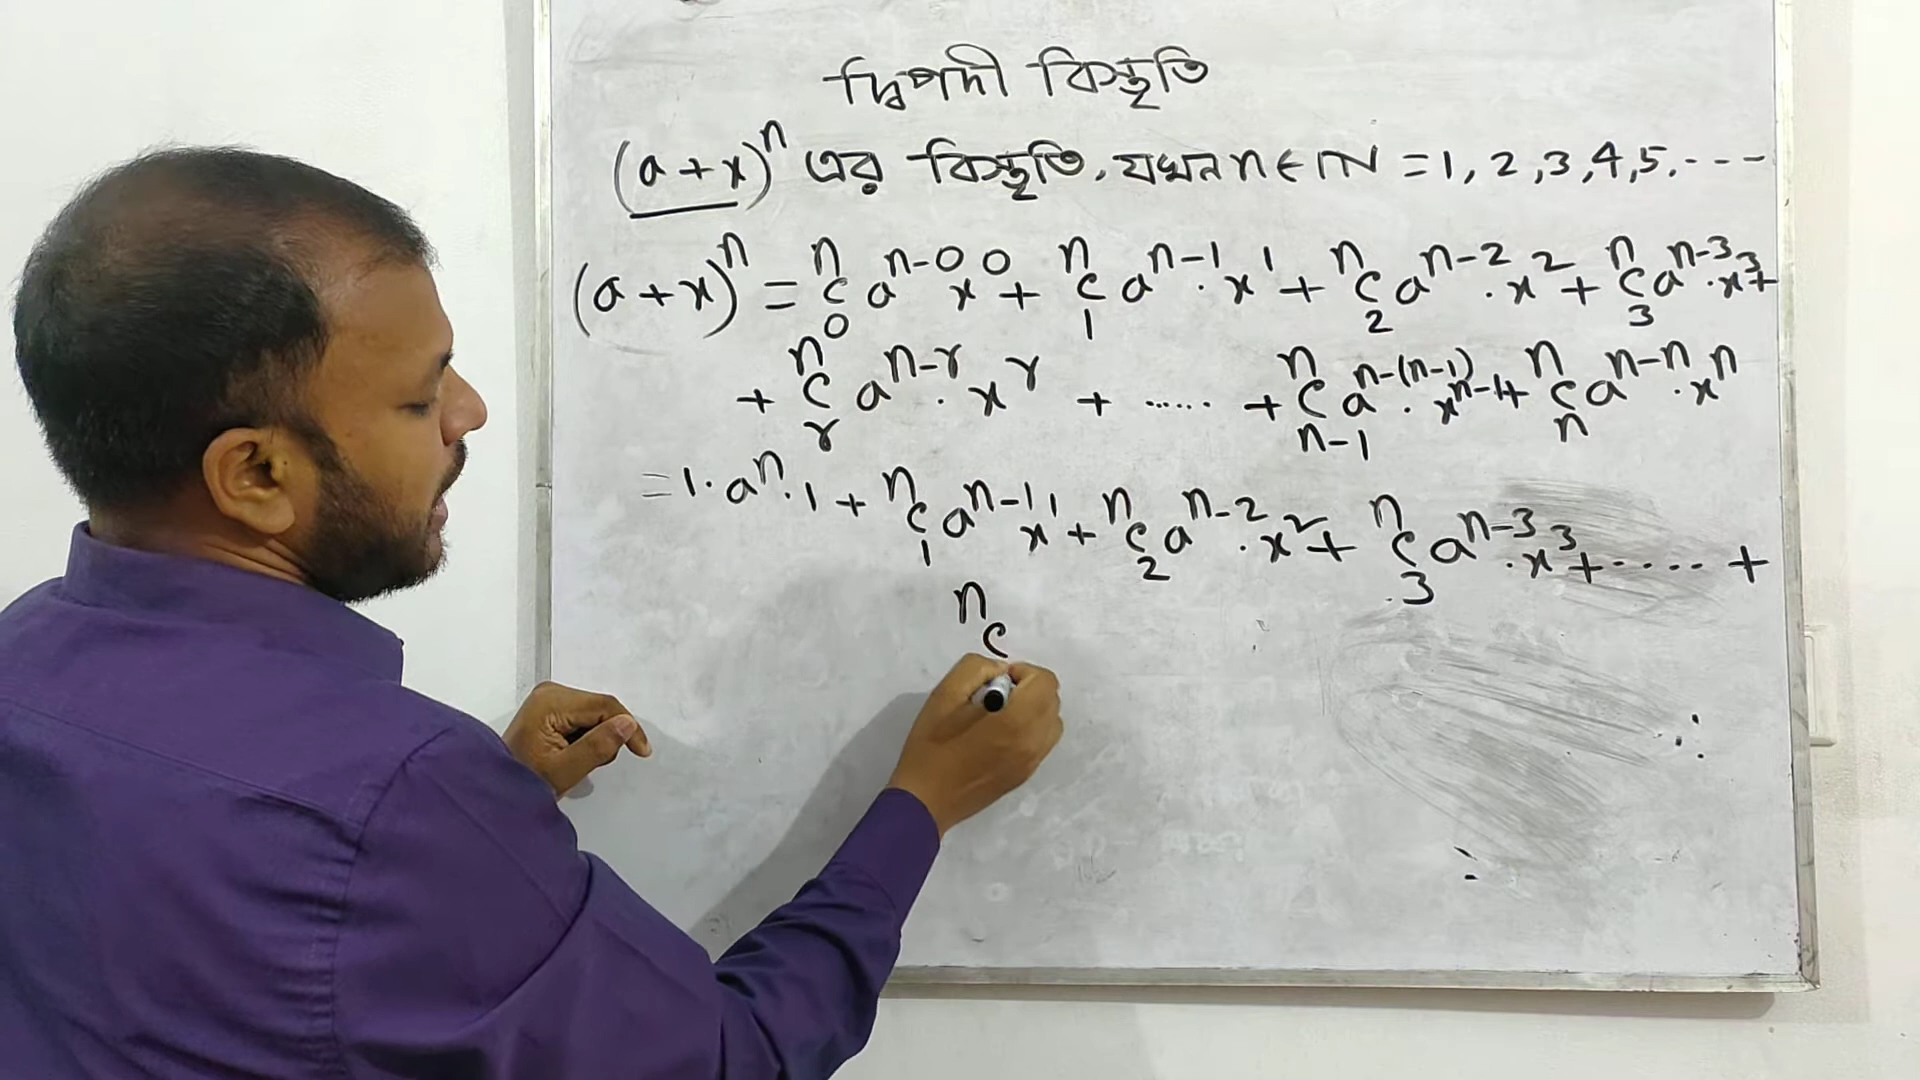 দ্বিপদী বিস্তৃতি
(a+x)ⁿ এর বিস্তৃতি, যখন n ∈ ℕ = 1, 2, 3, 4, 5, ---
(a+x)ⁿ = ⁿC₀ aⁿ⁻⁰ x⁰ + ⁿC₁ aⁿ⁻¹.x¹ + ⁿC₂ aⁿ⁻².x² + ⁿC₃ aⁿ⁻³.x³ +
+ ⁿCᵣ aⁿ⁻ʳ.xʳ + ...... + ⁿCₙ₋₁ aⁿ⁻⁽ⁿ⁻¹⁾.xⁿ⁻¹ + ⁿCₙ aⁿ⁻ⁿ.xⁿ
= 1.aⁿ.1 + ⁿC₁ aⁿ⁻¹x¹ + ⁿC₂ aⁿ⁻².x² + ⁿC₃ aⁿ⁻³.x³ + ..... +
ⁿC